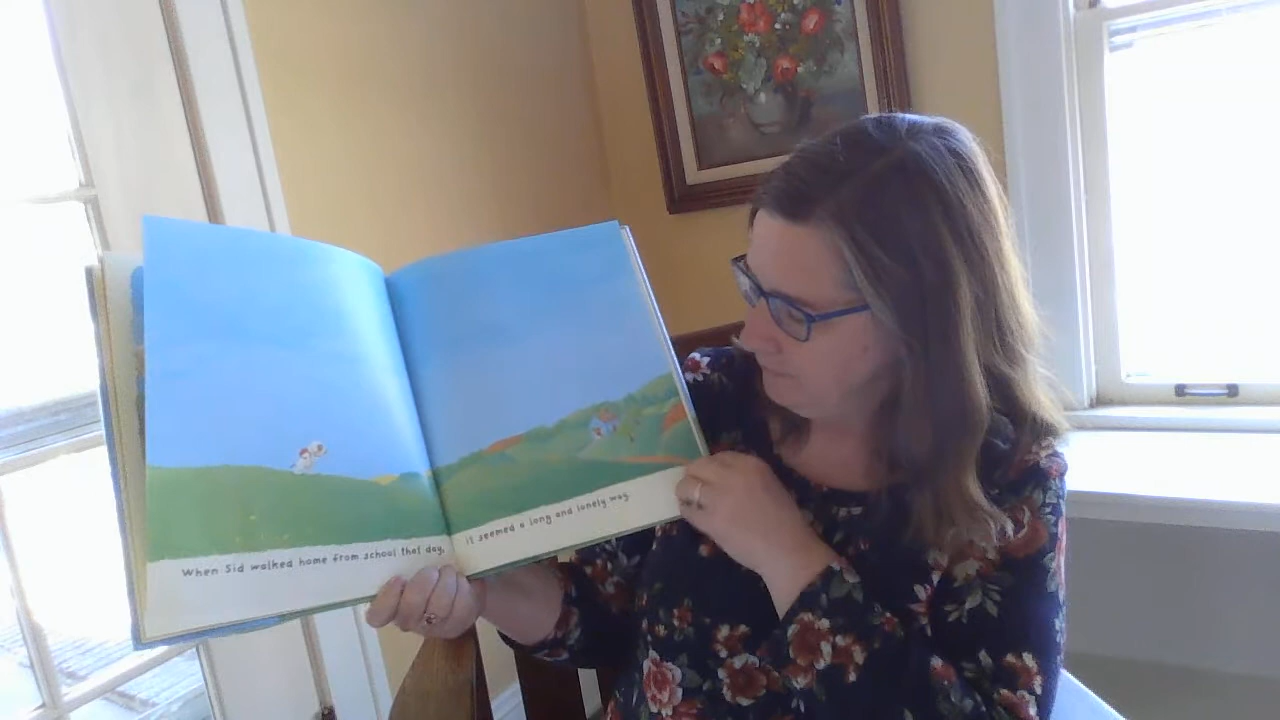 When Sid walked home from school that day,
it seemed a long and lonely way.